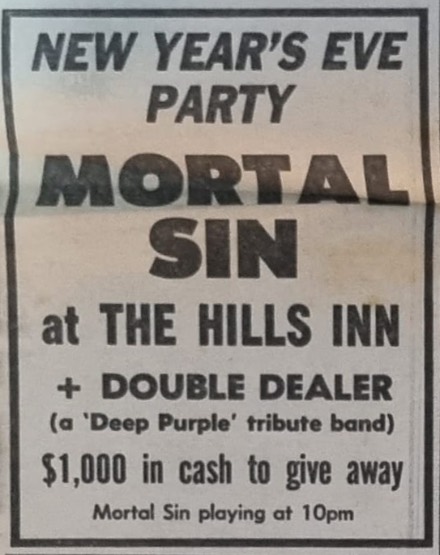 NEW YEAR'S EVE
PARTY
MORTAL
SIN
at THE HILLS INN
+ DOUBLE DEALER
(a 'Deep Purple' tribute band)
$1,000 in cash to give away
Mortal Sin playing at 10pm